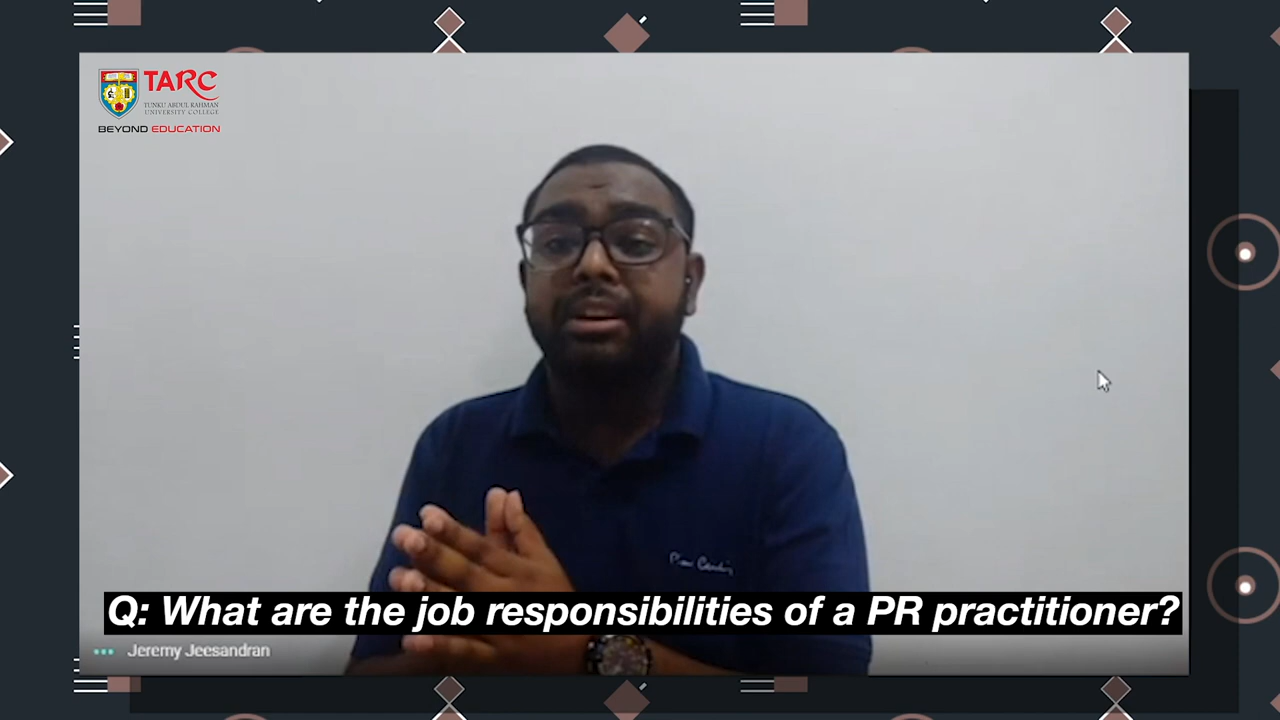 TARC
TUNKU ABDUL RAHMAN
UNIVERSITY COLLEGE
BEYOND EDUCATION
Q: What are the job responsibilities of a PR practitioner?
Jeremy Jeesandran